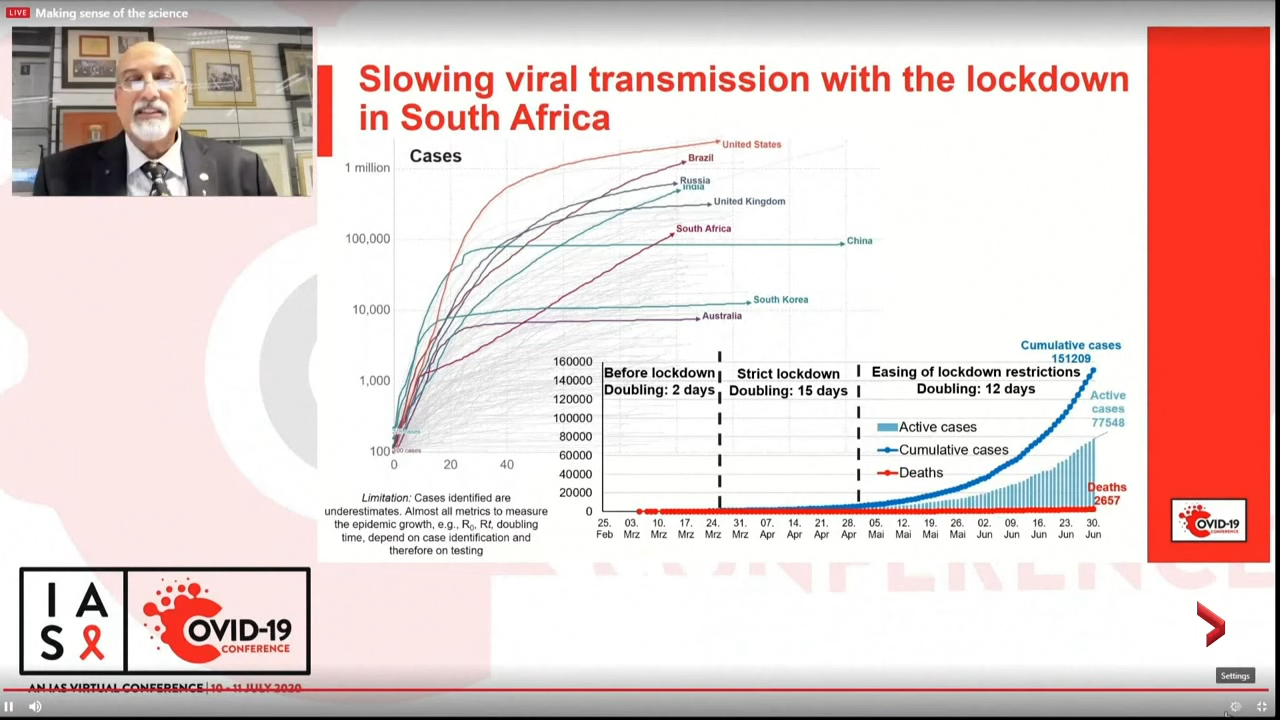 LIVE Making sense of the science
Slowing viral transmission with the lockdown
in South Africa
Cases
United States
Brazil
Russia
India
United Kingdom
South Africa
China
South Korea
Australia
1 million
100,000
10,000
1,000
100
0 20 40
Cumulative cases
151209
160000
140000
120000
100000
80000
60000
40000
20000
0
Before lockdown
Doubling: 2 days
Strict lockdown
Doubling: 15 days
Easing of lockdown restrictions
Doubling: 12 days
Active
cases
77548
Active cases
Cumulative cases
Deaths
Deaths
2657
25. 03. 10. 17. 24. 31. 07. 14. 21. 28. 05. 12. 19. 26. 02. 09. 16. 23. 30.
Feb Mrz Mrz Mrz Mrz Mrz Apr Apr Apr Apr Mai Mai Mai Mai Jun Jun Jun Jun Jun
Limitation: Cases identified are
underestimates. Almost all metrics to measure
the epidemic growth, e.g., R0, Rt, doubling
time, depend on case identification and
therefore on testing
COVID-19
CONFERENCE
CONFERENCE
IAS
COVID-19
CONFERENCE
AN IAS VIRTUAL CONFERENCE | 10 - 11 JULY 2020
Settings